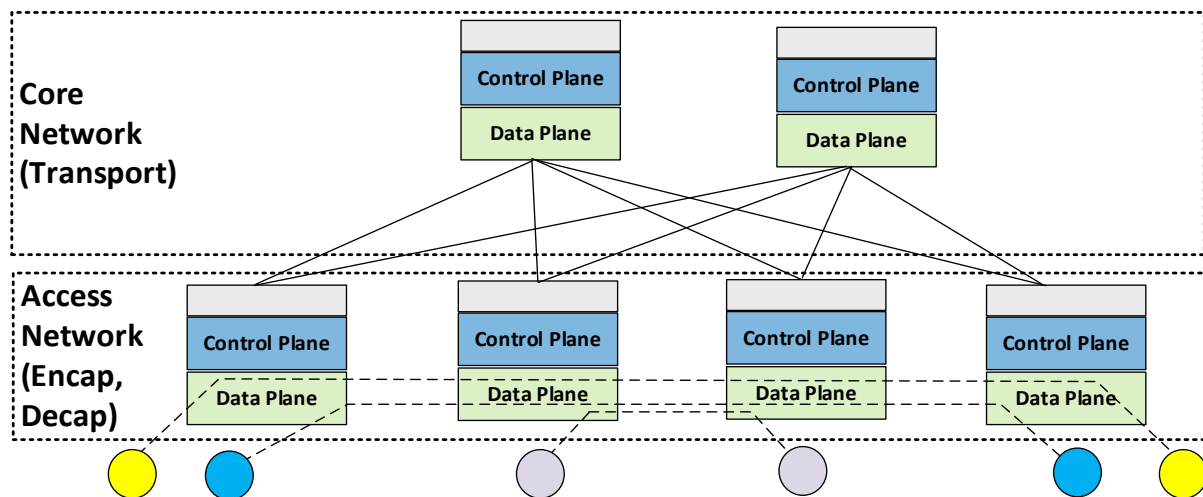 Core
Network
(Transport)
Control Plane
Data Plane
Control Plane
Data Plane
Access
Network
(Encap,
Decap)
Control Plane
Data Plane
Control Plane
Data Plane
Control Plane
Data Plane
Control Plane
Data Plane